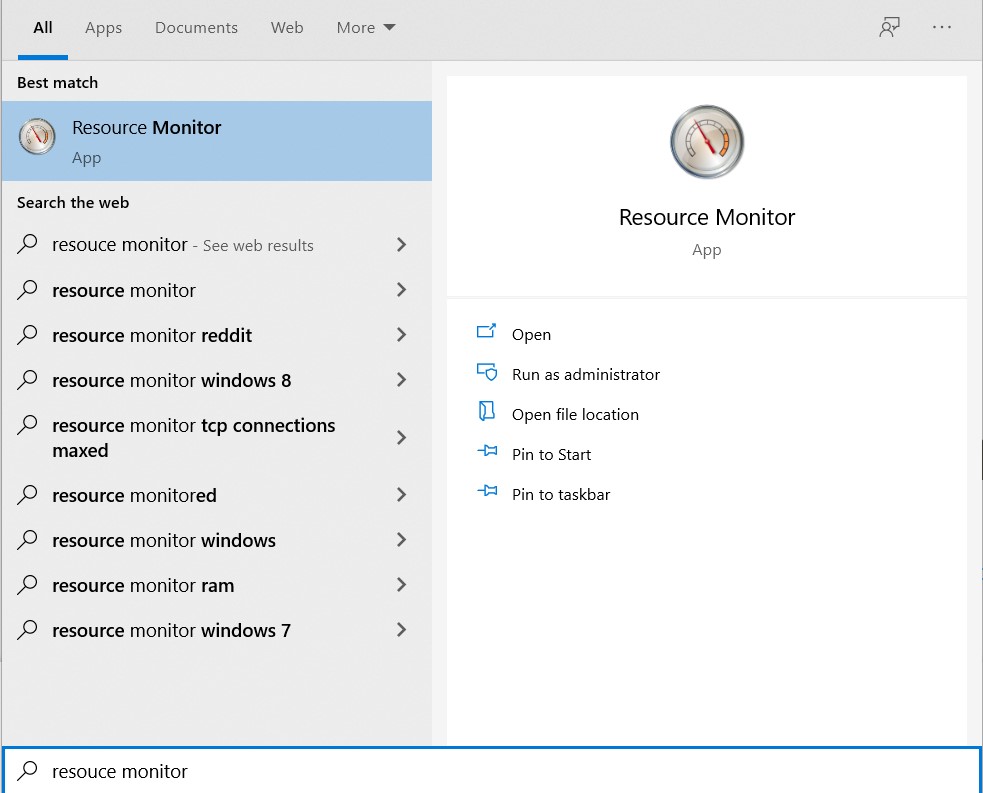 All Apps Documents Web More
Best match
Resource Monitor
App
Search the web
resouce monitor - See web results
resource monitor
resource monitor reddit
resource monitor windows 8
resource monitor tcp connections
maxed
resource monitored
resource monitor windows
resource monitor ram
resource monitor windows 7
Resource Monitor
App
Open
Run as administrator
Open file location
Pin to Start
Pin to taskbar
resouce monitor